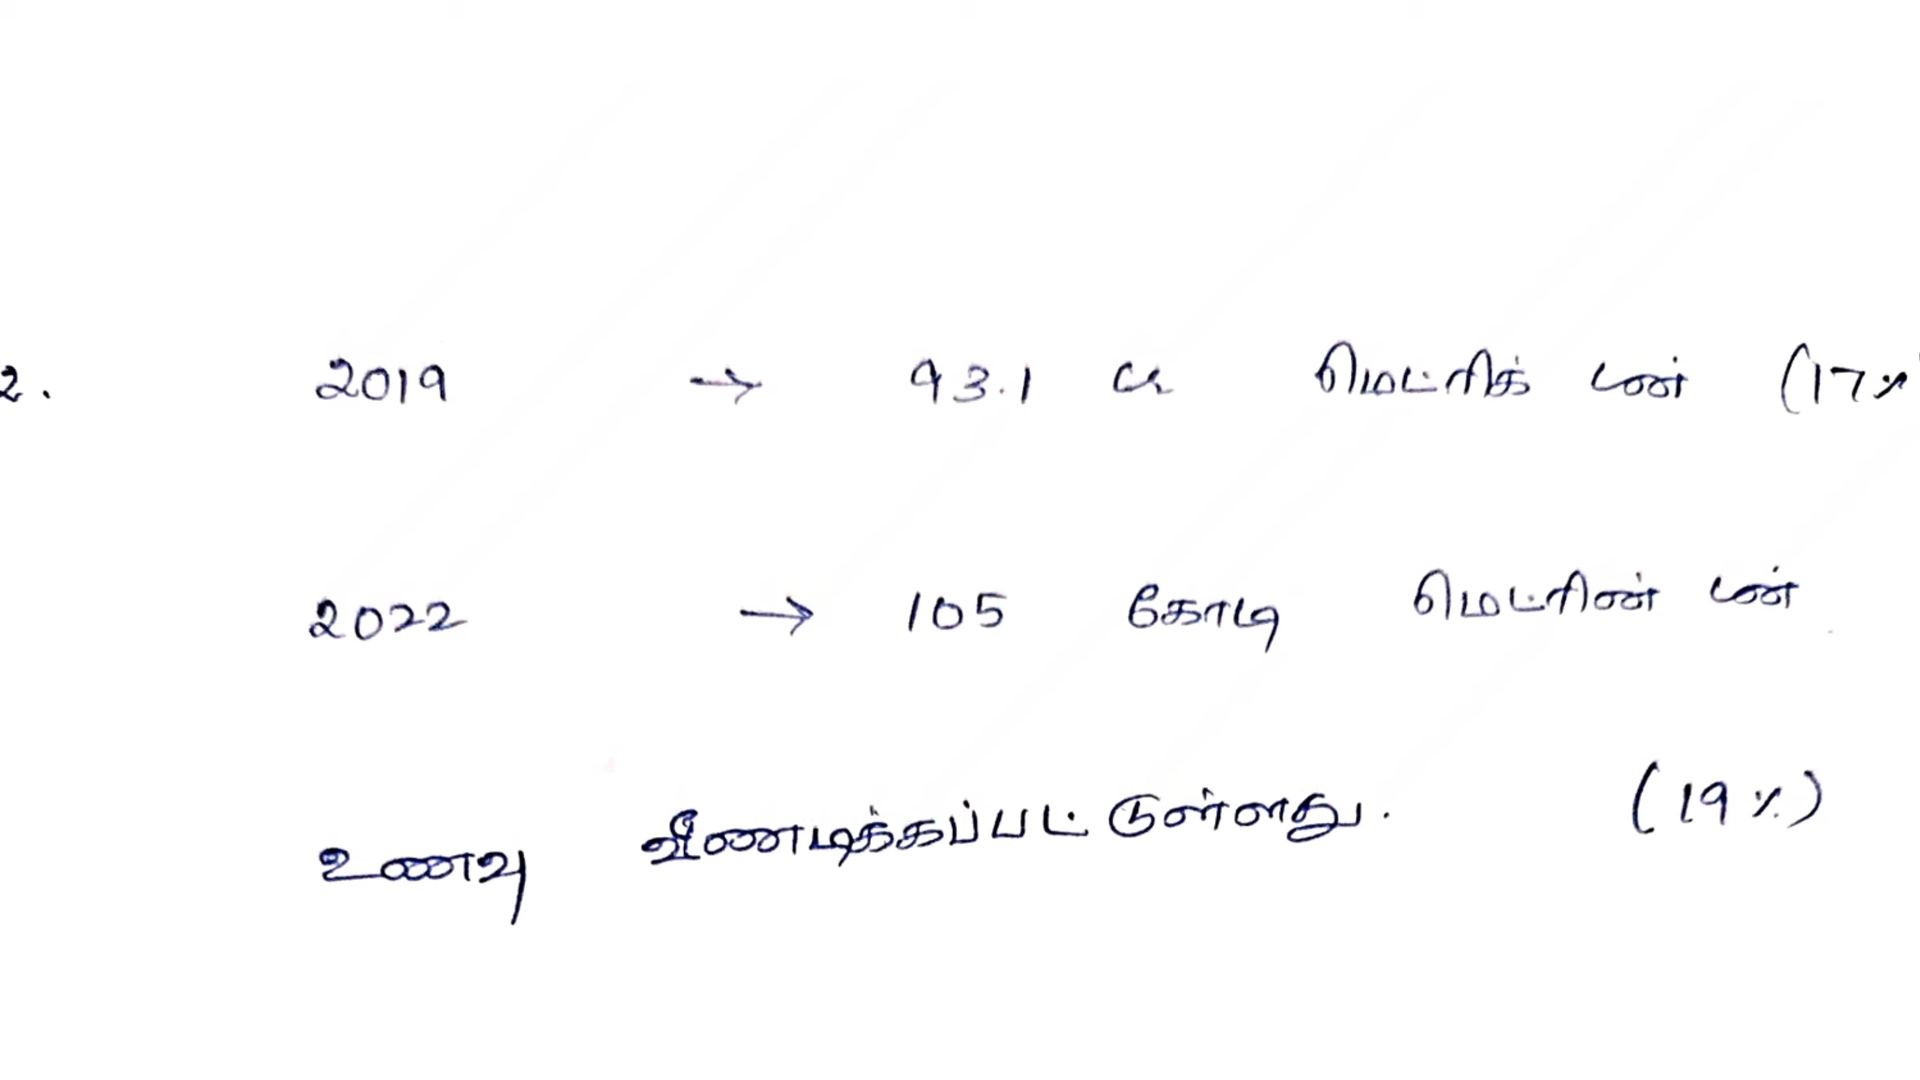 2. 2019 → 93.1 மெட்ரிக் டன் (17%
2022 → 105 கோடி மெட்ரிண் டன்
உணவு வீணடிக்கப்பட்டுள்ளது. (19%)